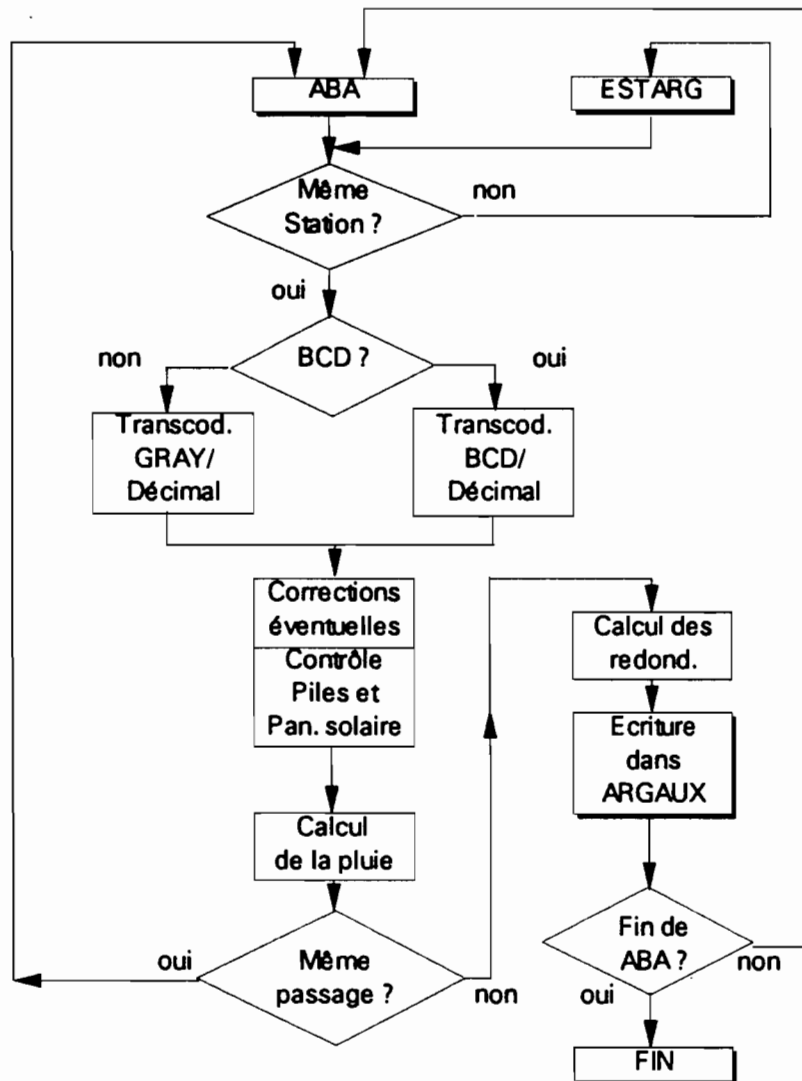 ABA
ESTARG
Même
Station ?
non
oui
BCD ?
non
oui
Transcod.
GRAY/
Décimal
Transcod.
BCD/
Décimal
Corrections
éventuelles
Contrôle
Piles et
Pan. solaire
Calcul
de la pluie
Même
passage ?
oui
non
Calcul des
redond.
Ecriture
dans
ARGAUX
Fin de
ABA ?
non
oui
FIN